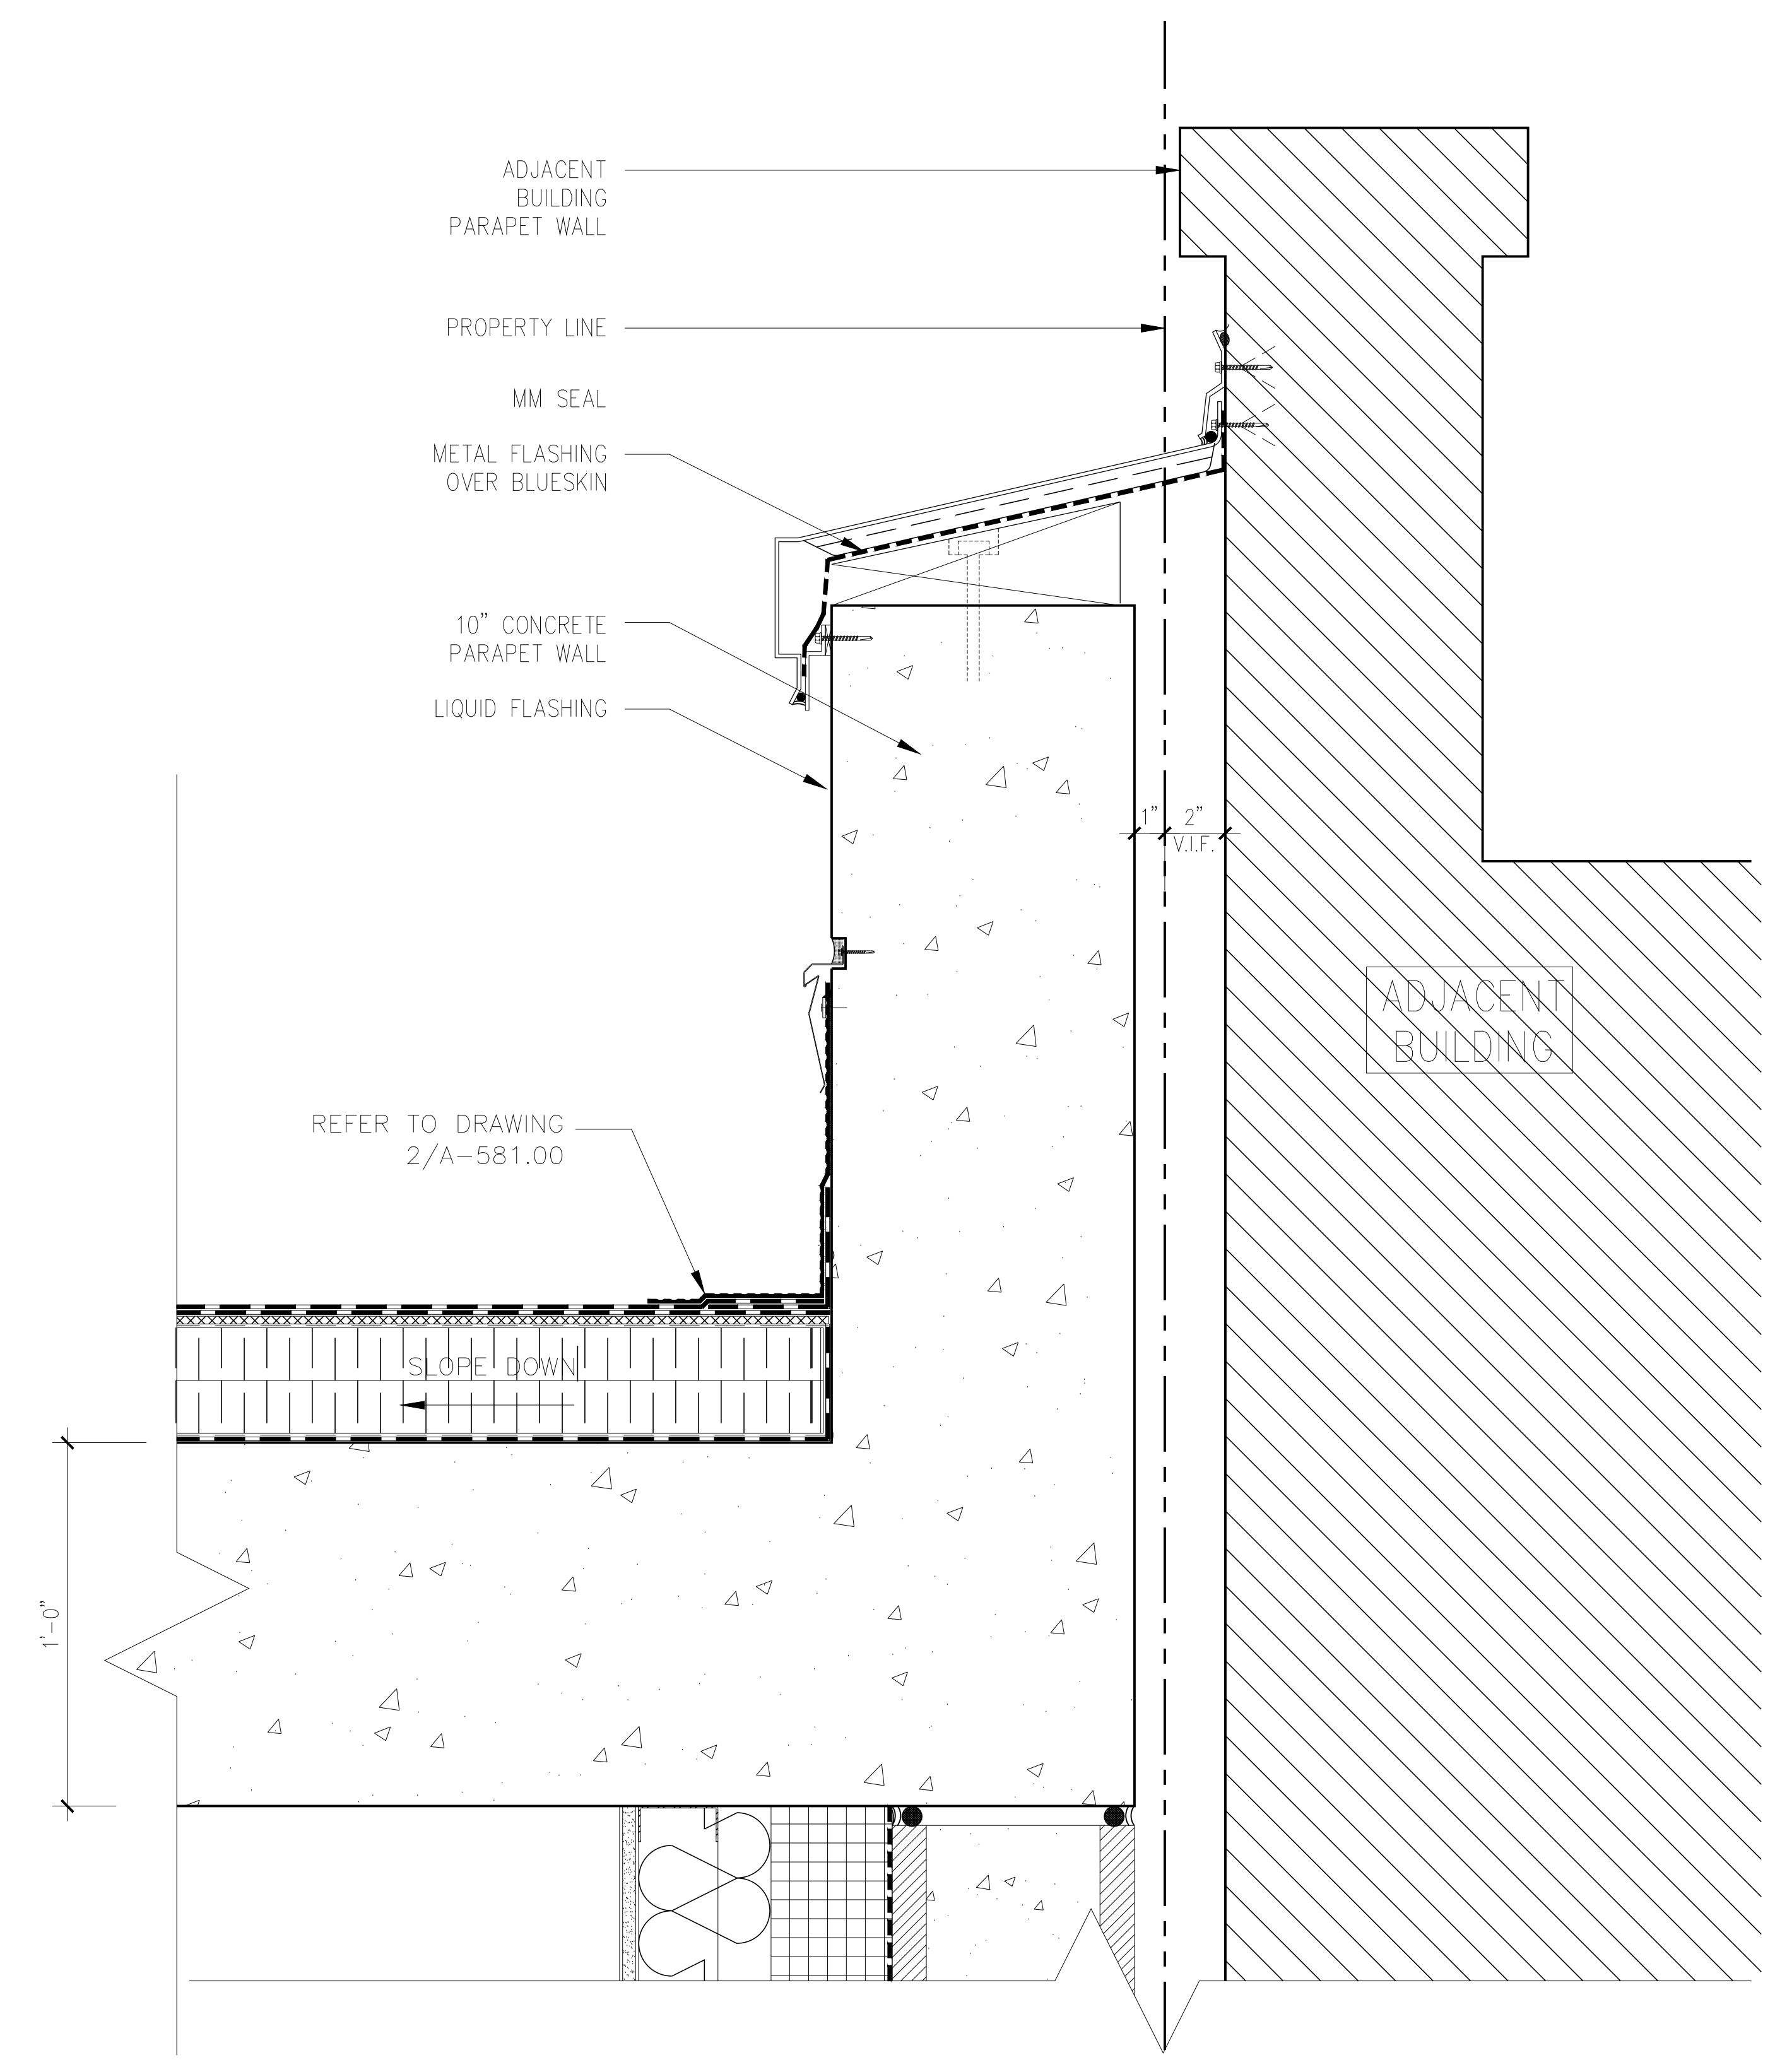 ADJACENT
BUILDING
PARAPET WALL
PROPERTY LINE
MM SEAL
METAL FLASHING
OVER BLUESKIN
10” CONCRETE
PARAPET WALL
LIQUID FLASHING
1”
2”
V.I.F.
ADJACENT
BUILDING
REFER TO DRAWING
2/A-581.00
SLOPE DOWN
1'-0”